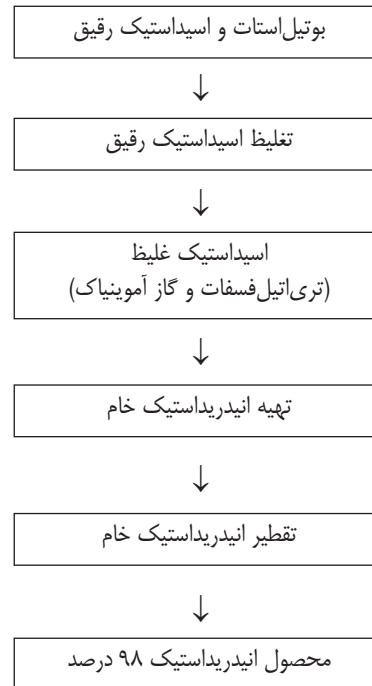 بوتیل‌استات و اسیداستیک رقیق
↓
تغلیظ اسیداستیک رقیق
↓
اسیداستیک غلیظ
(تری‌اتیل‌فسفات و گاز آموینیاک)
↓
تهیه انیدریداستیک خام
↓
تقطیر انیدریداستیک خام
↓
محصول انیدریداستیک ۹۸ درصد